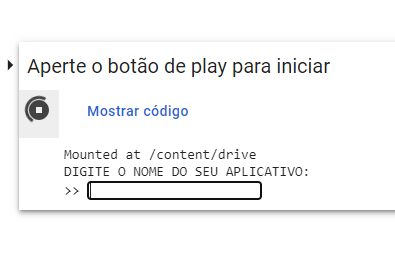 Aperte o botão de play para iniciar
Mostrar código
Mounted at /content/drive
DIGITE O NOME DO SEU APLICATIVO:
>>